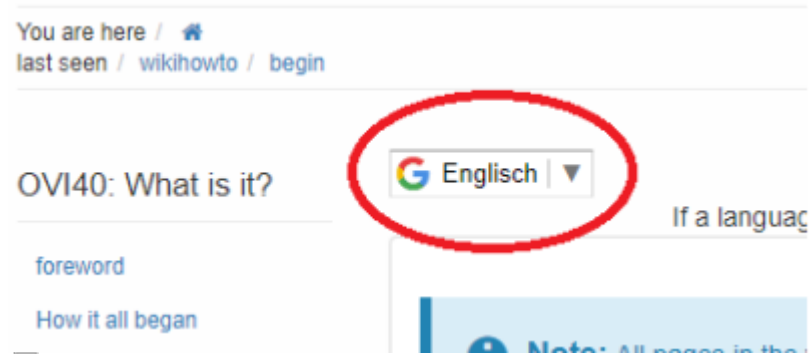 You are here /
last seen / wikihowto / begin
Englisch
OVI40: What is it?
If a languag
foreword
How it all began
Note: All pages in the